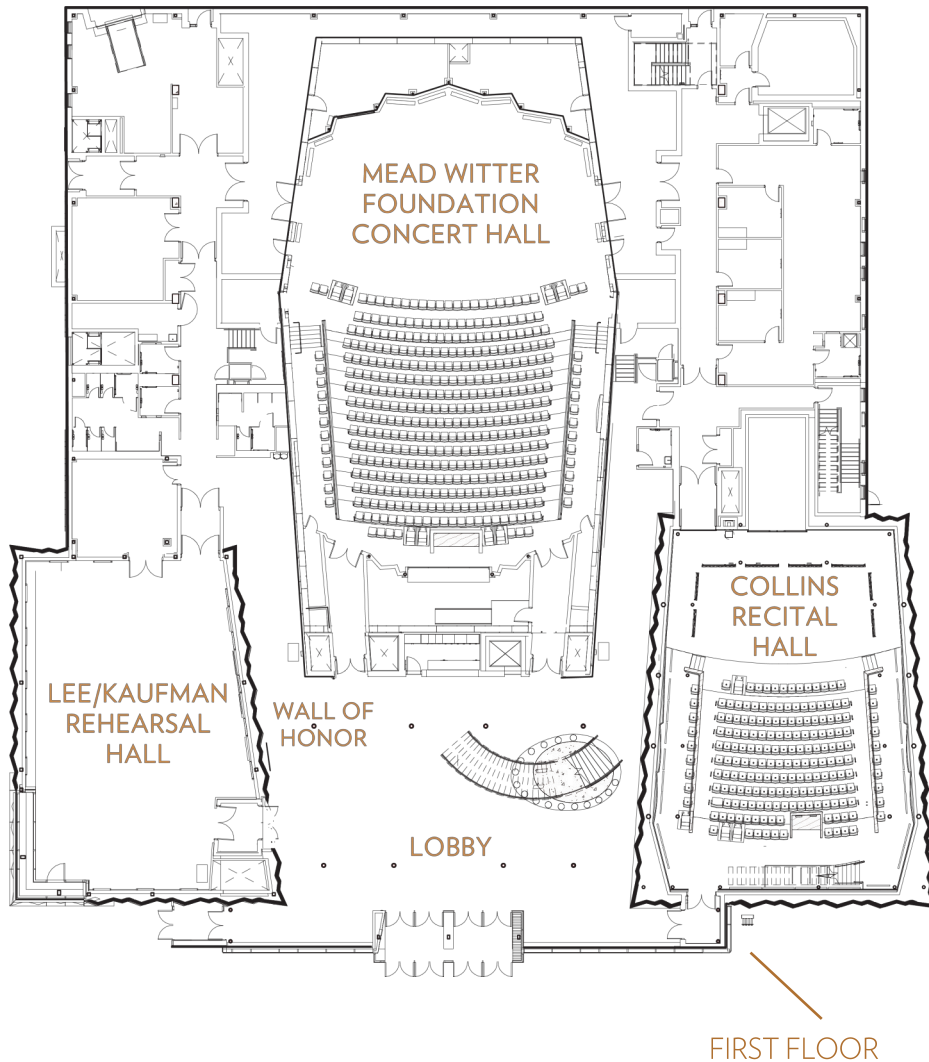 MEAD WITTER
FOUNDATION
CONCERT HALL
COLLINS
RECITAL
HALL
LEE/KAUFMAN
REHEARSAL
HALL
WALL OF
HONOR
LOBBY
FIRST FLOOR